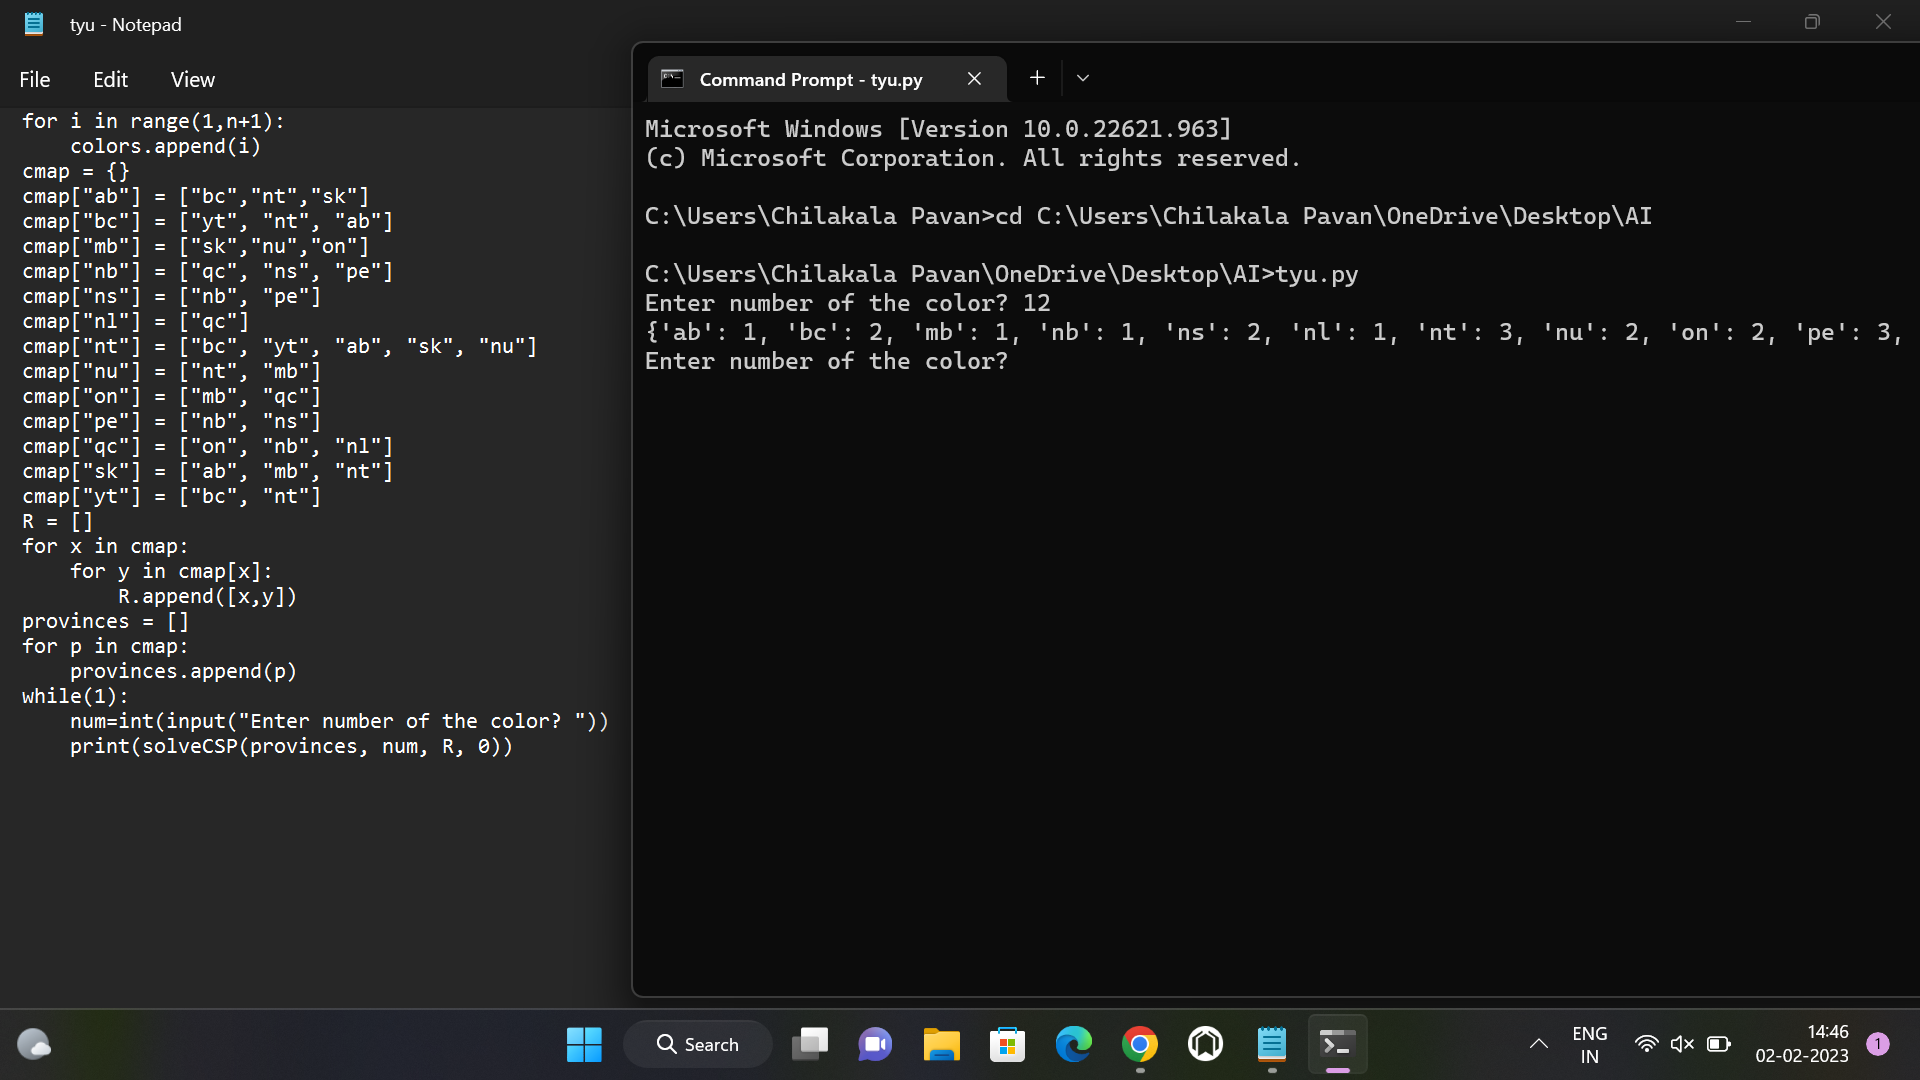 tyu - Notepad
File Edit View
for i in range(1,n+1):
    colors.append(i)
cmap = {}
cmap["ab"] = ["bc","nt","sk"]
cmap["bc"] = ["yt", "nt", "ab"]
cmap["mb"] = ["sk","nu","on"]
cmap["nb"] = ["qc", "ns", "pe"]
cmap["ns"] = ["nb", "pe"]
cmap["nl"] = ["qc"]
cmap["nt"] = ["bc", "yt", "ab", "sk", "nu"]
cmap["nu"] = ["nt", "mb"]
cmap["on"] = ["mb", "qc"]
cmap["pe"] = ["nb", "ns"]
cmap["qc"] = ["on", "nb", "nl"]
cmap["sk"] = ["ab", "mb", "nt"]
cmap["yt"] = ["bc", "nt"]
R = []
for x in cmap:
    for y in cmap[x]:
        R.append([x,y])
provinces = []
for p in cmap:
    provinces.append(p)
while(1):
    num=int(input("Enter number of the color? "))
    print(solveCSP(provinces, num, R, 0))
Command Prompt - tyu.py
Microsoft Windows [Version 10.0.22621.963]
(c) Microsoft Corporation. All rights reserved.
C:\Users\Chilakala Pavan>cd C:\Users\Chilakala Pavan\OneDrive\Desktop\AI
C:\Users\Chilakala Pavan\OneDrive\Desktop\AI>tyu.py
Enter number of the color? 12
{'ab': 1, 'bc': 2, 'mb': 1, 'nb': 1, 'ns': 2, 'nl': 1, 'nt': 3, 'nu': 2, 'on': 2, 'pe': 3,
Enter number of the color?
Search
ENG
IN
14:46
02-02-2023
1